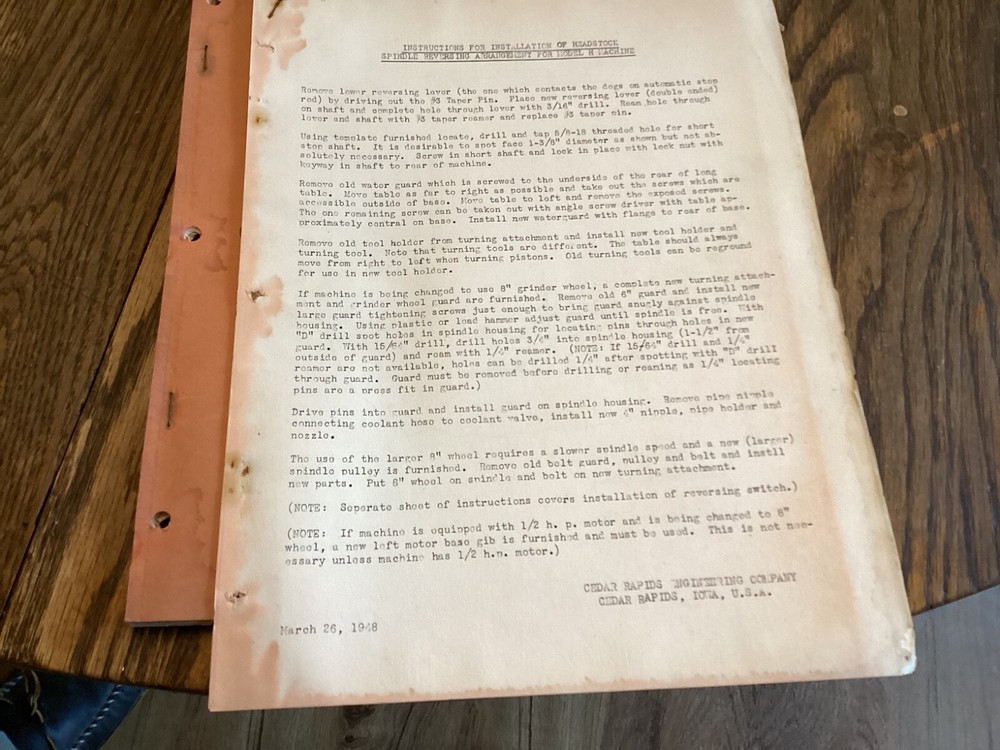 INSTRUCTIONS FOR INSTALLATION OF HEADSTOCK
SPINDLE REVERSING ARRANGEMENT FOR MODEL H MACHINE
Remove lower reversing lever (the one which contacts the dogs on automatic stop
rod) by driving out the #3 Taper Pin. Place new reversing lever (double ended)
on shaft and complete hole through lever with 3/16" drill. Ream hole through
lever and shaft with #3 taper reamer and replace #3 taper pin.
Using template furnished locate, drill and tap 5/8-18 threaded hole for short
stop shaft. It is desirable to spot face 1-3/8" diameter as shown but not ab-
solutely necessary. Screw in short shaft and lock in place with lock nut with
keyway in shaft to rear of machine.
Remove old water guard which is screwed to the underside of the rear of long
table. Move table as far to right as possible and take out the screws which are
accessible outside of base. Move table to left and remove the exposed screws.
The one remaining screw can be taken out with angle screw driver with table ap-
proximately central on base. Install new waterguard with flange to rear of base.
Remove old tool holder from turning attachment and install new tool holder and
turning tool. Note that turning tools are different. The table should always
move from right to left when turning pistons. Old turning tools can be reground
for use in new tool holder.
If machine is being changed to use 8" grinder wheel, a complete new turning attach-
ment and grinder wheel guard are furnished. Remove old 6" guard and install new
large guard tightening screws just enough to bring guard snugly against spindle
housing. Using plastic or lead hammer adjust guard until spindle is free. With
"D" drill spot holes in spindle housing for locating pins through holes in new
guard. With 15/64" drill, drill holes 3/4" into spindle housing (1-1/2" from
outside of guard) and ream with 1/4" reamer. (NOTE: If 15/64" drill and 1/4"
reamer are not available, holes can be drilled 1/4" after spotting with "D" drill
through guard. Guard must be removed before drilling or reaming as 1/4" locating
pins are a press fit in guard.)
Drive pins into guard and install guard on spindle housing. Remove pipe nipple
connecting coolant hose to coolant valve, install new 4" nipple, pipe holder and
nozzle.
The use of the larger 8" wheel requires a slower spindle speed and a new (larger)
spindle pulley is furnished. Remove old belt guard, pulley and belt and instll
new parts. Put 8" wheel on spindle and bolt on new turning attachment.
(NOTE: Seperate sheet of instructions covers installation of reversing switch.)
(NOTE: If machine is equipped with 1/2 h. p. motor and is being changed to 8"
wheel, a new left motor base gib is furnished and must be used. This is not nec-
essary unless machine has 1/2 h.p. motor.)
CEDAR RAPIDS ENGINEERING COMPANY
CEDAR RAPIDS, IOWA, U.S.A.
March 26, 1948